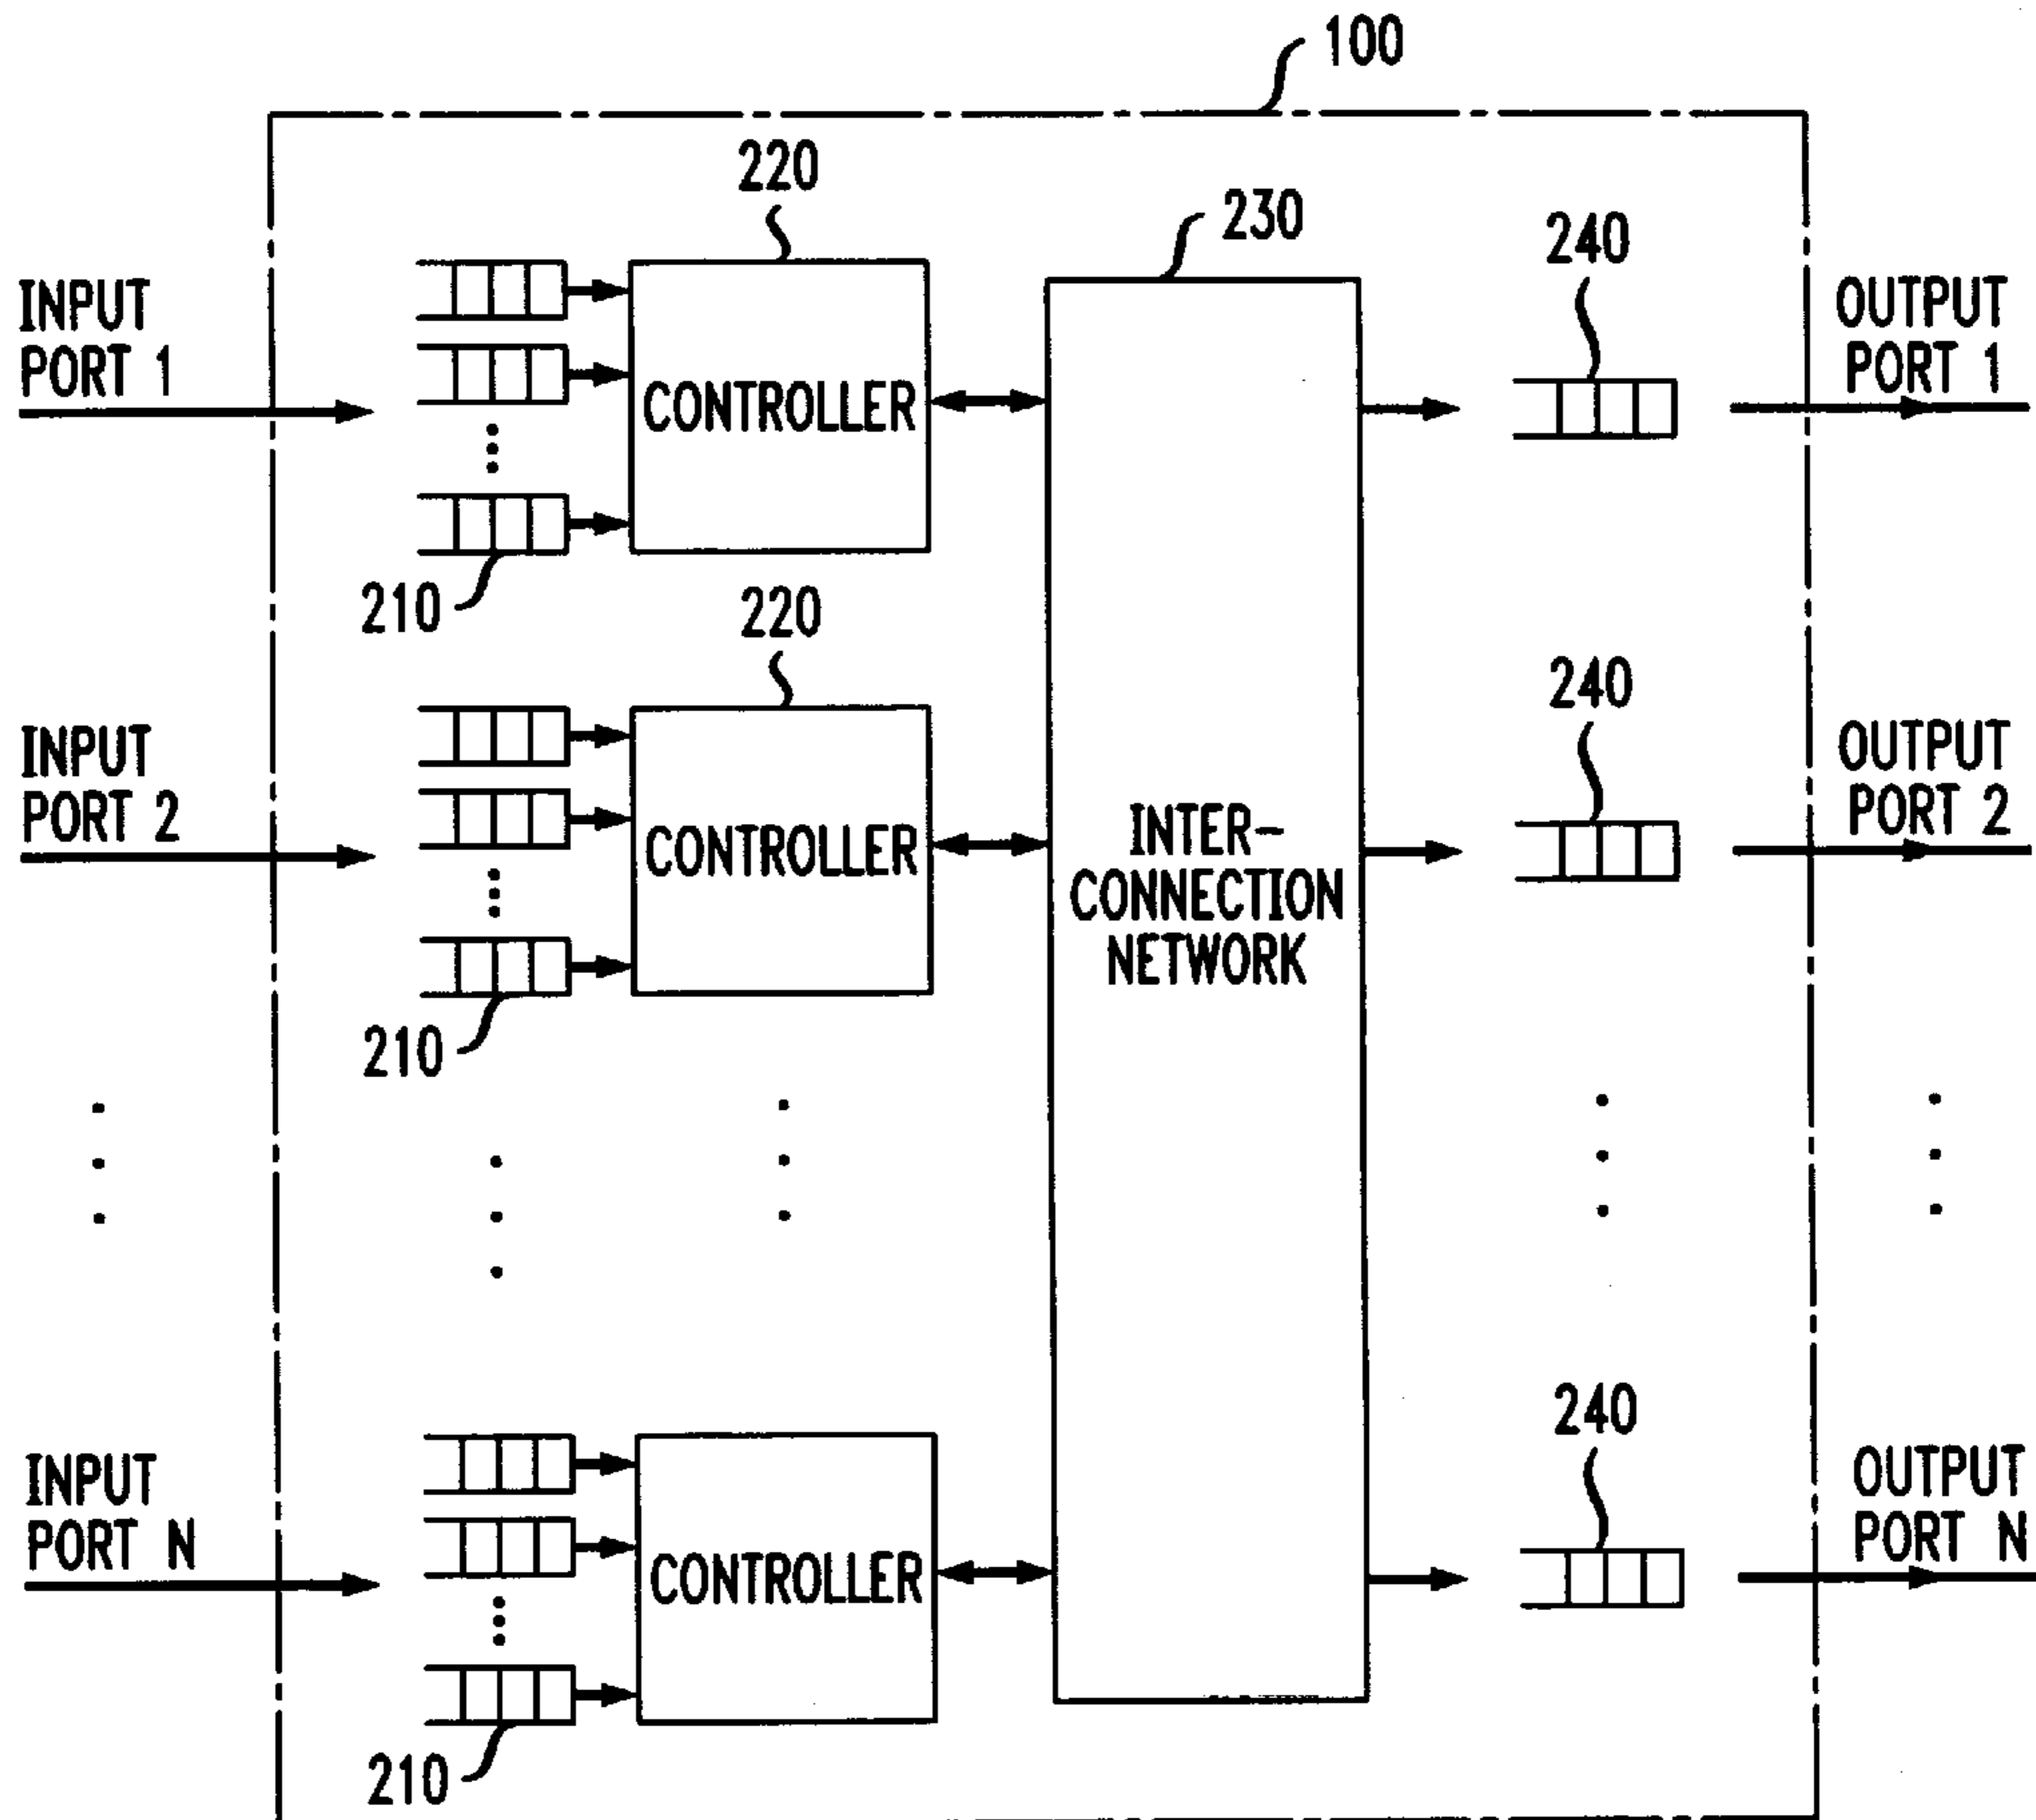 100
220
230
240
INPUT
PORT 1
CONTROLLER
OUTPUT
PORT 1
210
220
240
INPUT
PORT 2
CONTROLLER
INTER-
CONNECTION
NETWORK
OUTPUT
PORT 2
210
240
INPUT
PORT N
CONTROLLER
OUTPUT
PORT N
210